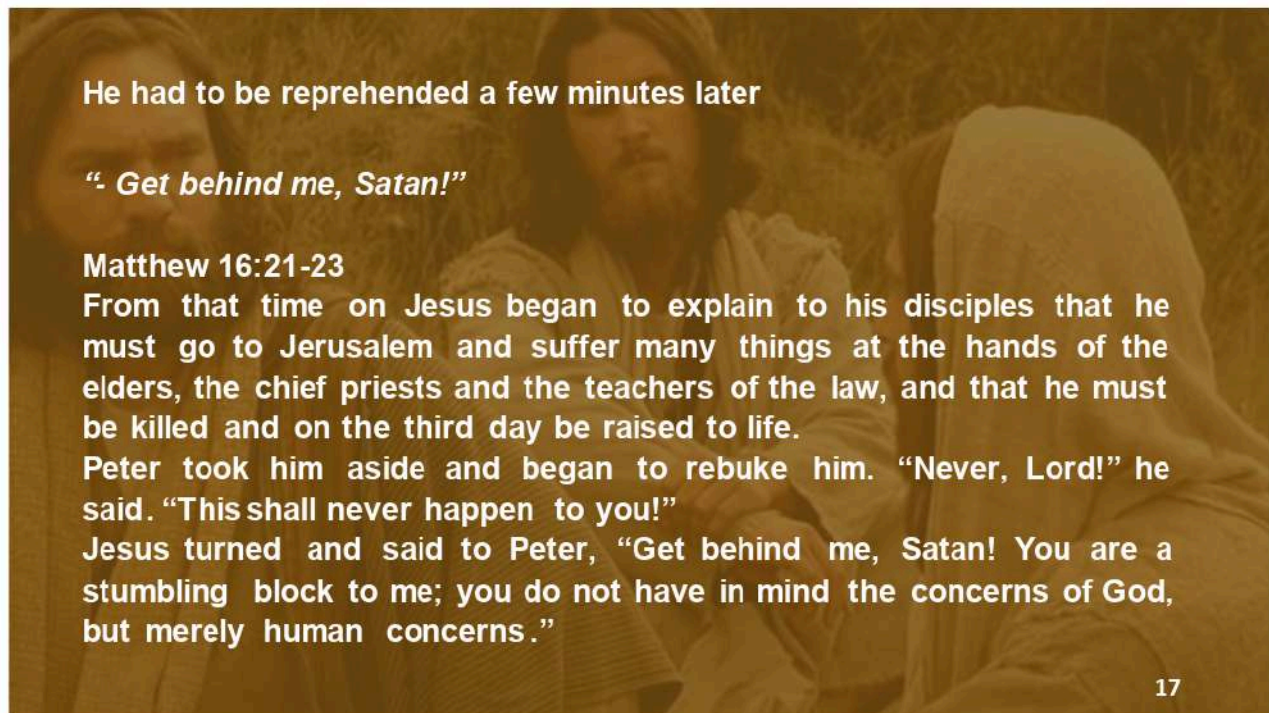 He had to be reprehended a few minutes later
“- Get behind me, Satan!”
Matthew 16:21-23
From that time on Jesus began to explain to his disciples that he
must go to Jerusalem and suffer many things at the hands of the
elders, the chief priests and the teachers of the law, and that he must
be killed and on the third day be raised to life.
Peter took him aside and began to rebuke him. “Never, Lord!” he
said. “This shall never happen to you!”
Jesus turned and said to Peter, “Get behind me, Satan! You are a
stumbling block to me; you do not have in mind the concerns of God,
but merely human concerns.”
17